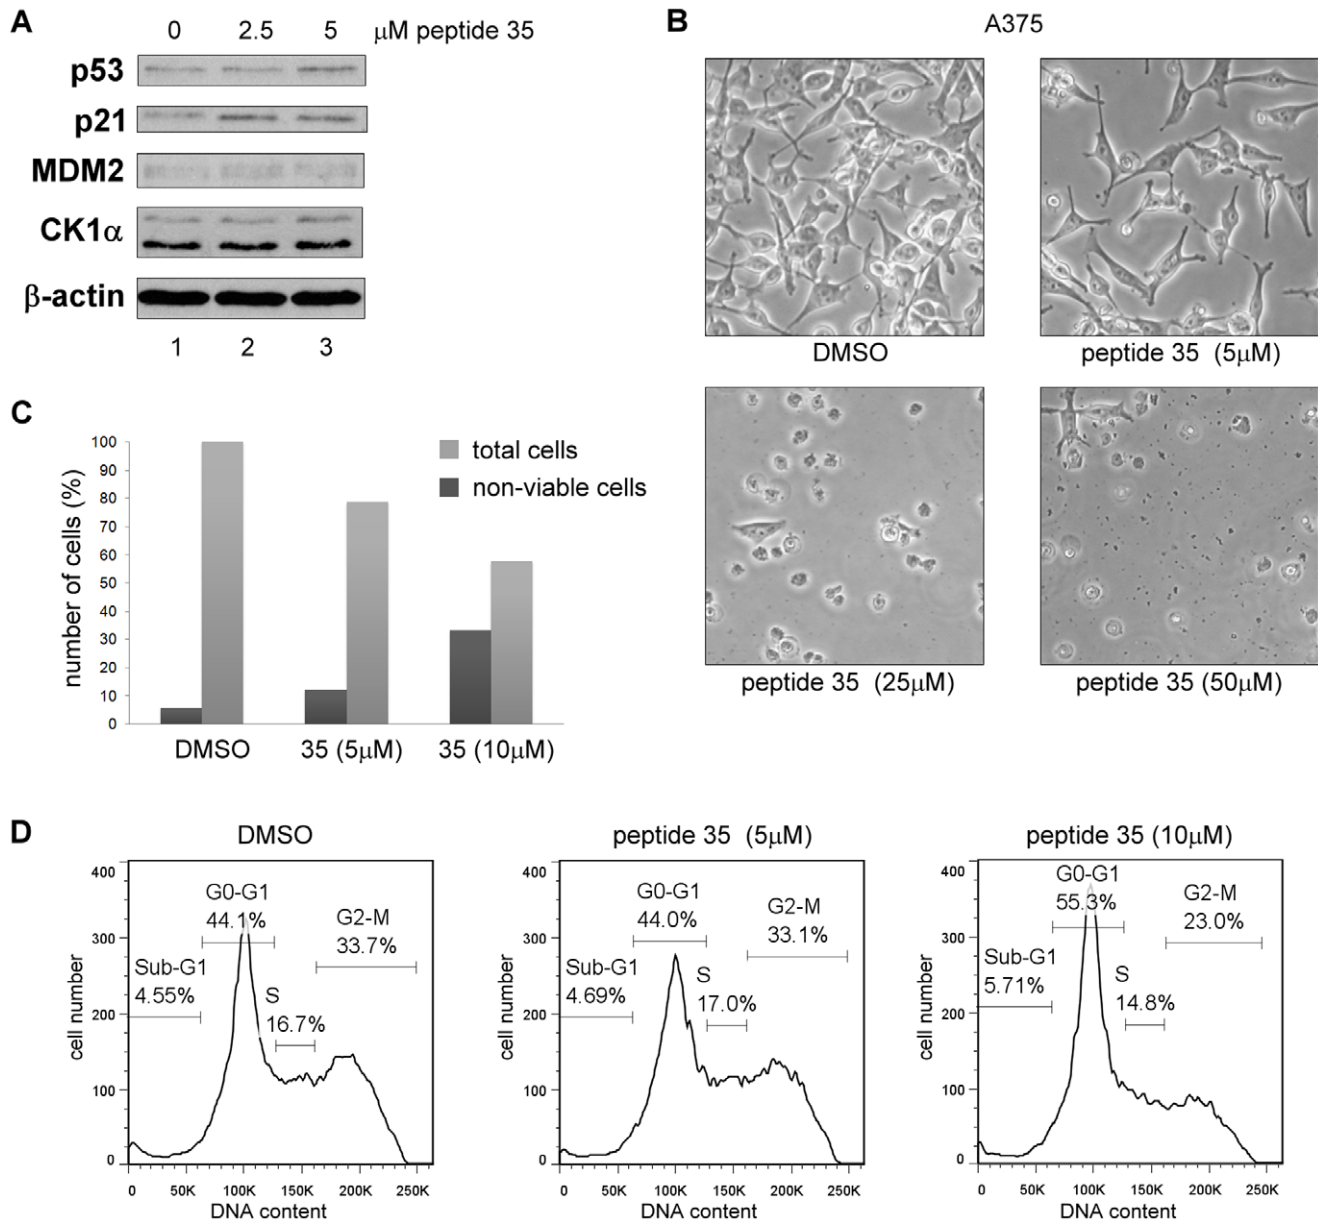 A
0 2.5 5 μM peptide 35
p53
p21
MDM2
CK1α
β-actin
1 2 3
B
A375
DMSO
peptide 35 (5μM)
peptide 35 (25μM)
peptide 35 (50μM)
C
number of cells (%)
100
90
80
70
60
50
40
30
20
10
0
total cells
non-viable cells
DMSO
35 (5μM)
35 (10μM)
D
DMSO
cell number
400
300
200
100
0
Sub-G1
4.55%
G0-G1
44.1%
S
16.7%
G2-M
33.7%
0 50K 100K 150K 200K 250K
DNA content
peptide 35 (5μM)
cell number
400
300
200
100
0
Sub-G1
4.69%
G0-G1
44.0%
S
17.0%
G2-M
33.1%
0 50K 100K 150K 200K 250K
DNA content
peptide 35 (10μM)
cell number
400
300
200
100
0
Sub-G1
5.71%
G0-G1
55.3%
S
14.8%
G2-M
23.0%
0 50K 100K 150K 200K 250K
DNA content